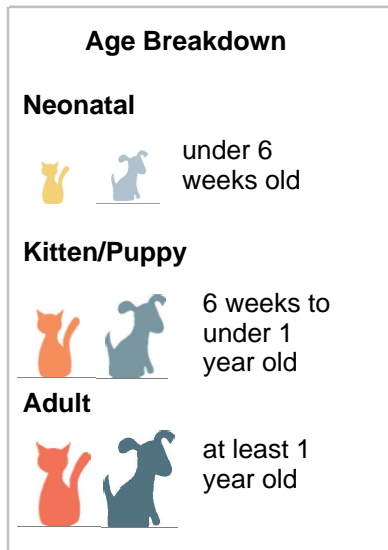 Age Breakdown
Neonatal
under 6
weeks old
Kitten/Puppy
6 weeks to
under 1
year old
Adult
at least 1
year old